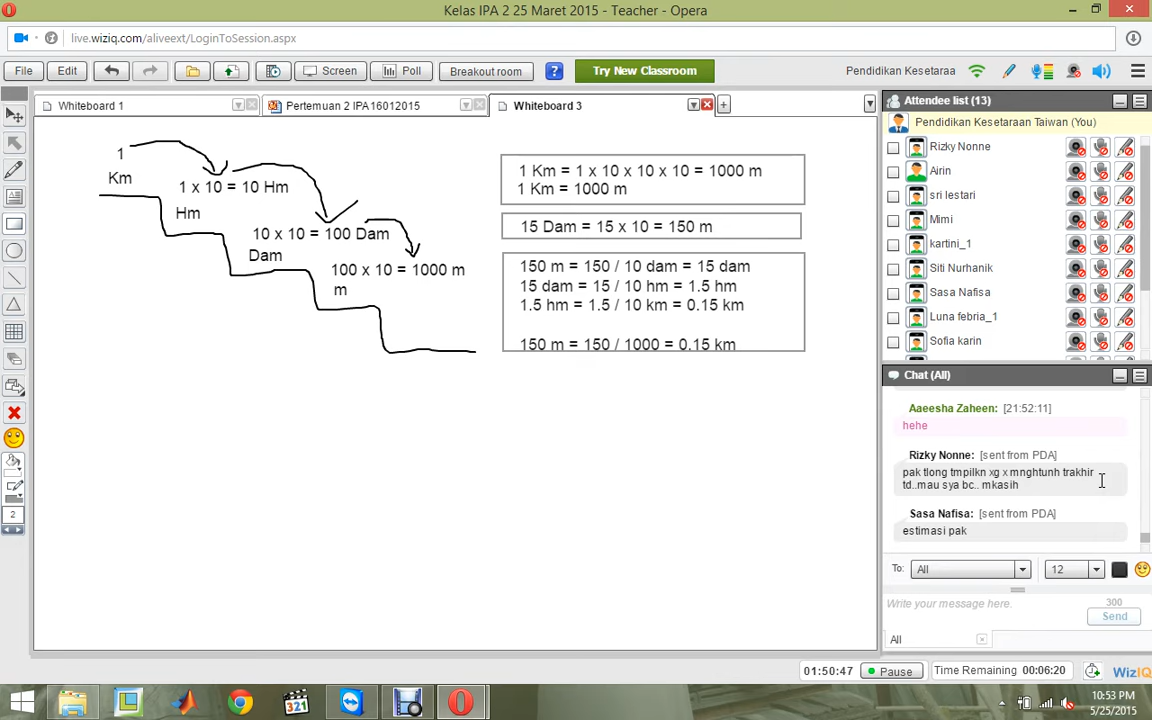 Kelas IPA 2 25 Maret 2015 - Teacher - Opera
live.wiziq.com/aliveext/LoginToSession.aspx
File Edit Screen Poll Breakout room ? Try New Classroom Pendidikan Kesetaraa
Whiteboard 1 Pertemuan 2 IPA16012015 Whiteboard 3
1
Km
1 x 10 = 10 Hm
Hm
10 x 10 = 100 Dam
Dam
100 x 10 = 1000 m
m
1 Km = 1 x 10 x 10 x 10 = 1000 m
1 Km = 1000 m
15 Dam = 15 x 10 = 150 m
150 m = 150 / 10 dam = 15 dam
15 dam = 15 / 10 hm = 1.5 hm
1.5 hm = 1.5 / 10 km = 0.15 km
150 m = 150 / 1000 = 0.15 km
2
Attendee list (13)
Pendidikan Kesetaraan Taiwan (You)
Rizky Nonne
Airin
sri lestari
Mimi
kartini_1
Siti Nurhanik
Sasa Nafisa
Luna febria_1
Sofia karin
Chat (All)
Aaeesha Zaheen: [21:52:11]
hehe
Rizky Nonne: [sent from PDA]
pak tlong tmpilkn xg x mnghtunh trakhir
td..mau sya bc.. mkasih
Sasa Nafisa: [sent from PDA]
estimasi pak
To: All 12
Write your message here.
300
Send
All
01:50:47 Pause Time Remaining 00:06:20 WizIQ
321
10:53 PM
5/25/2015